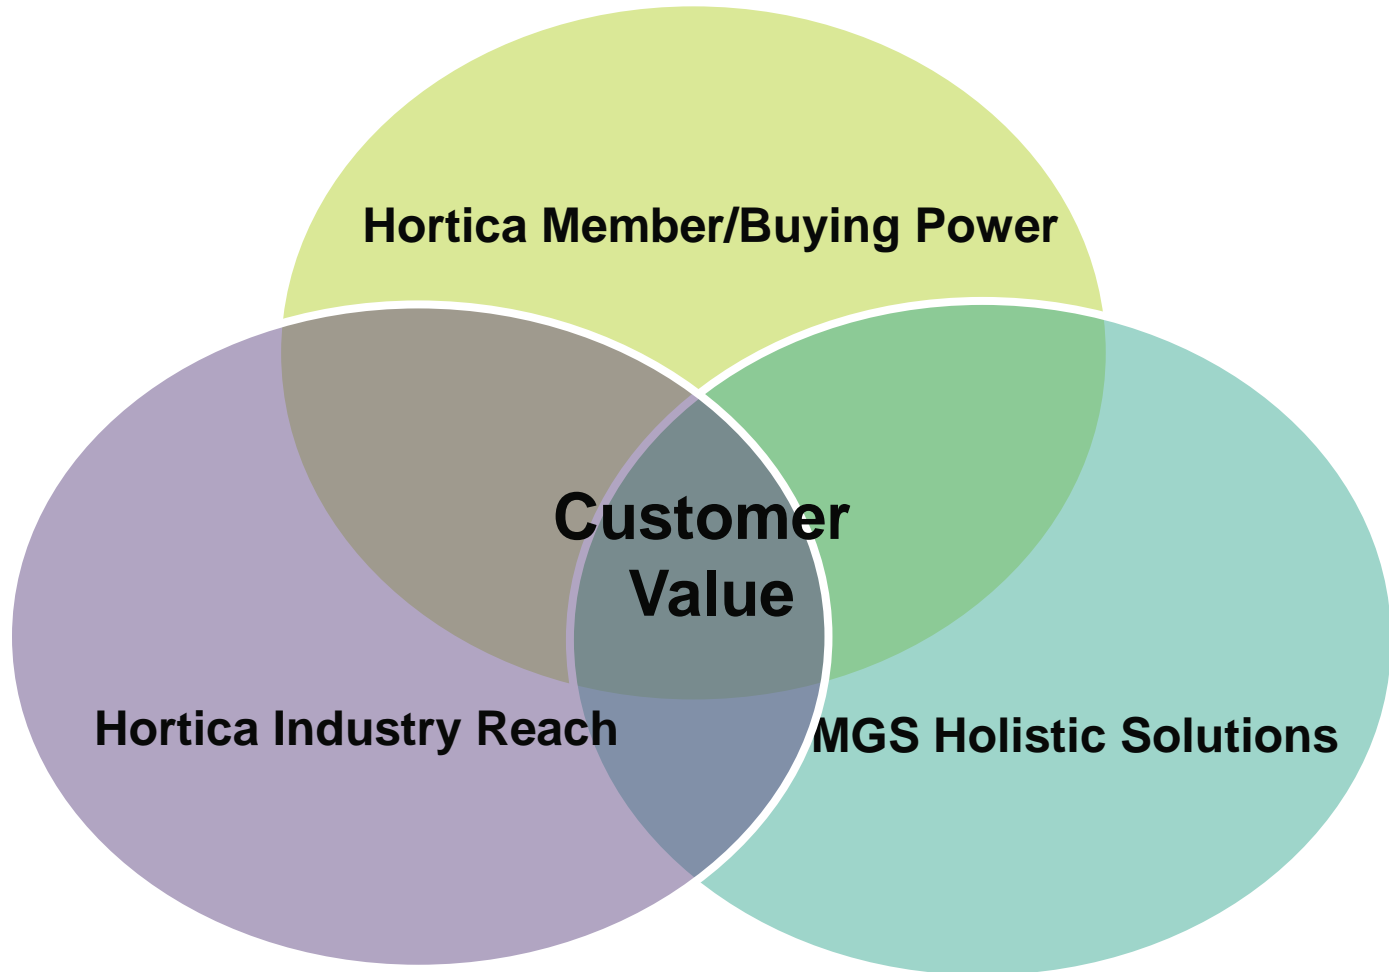 Hortica Member/Buying Power
Customer
Value
Hortica Industry Reach
MGS Holistic Solutions